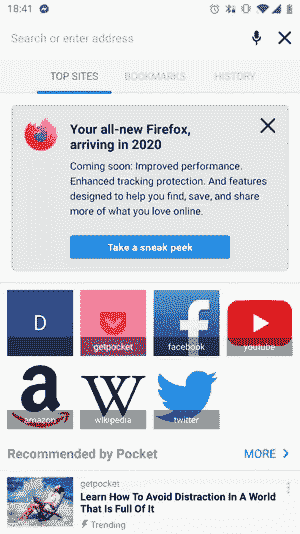 18:41
Search or enter address
TOP SITES BOOKMARKS HISTORY
Your all-new Firefox,
arriving in 2020
Coming soon: Improved performance.
Enhanced tracking protection. And features
designed to help you find, save, and share
more of what you love online.
Take a sneak peek
D getpocket facebook youtube
a amazon W wikipedia twitter
Recommended by Pocket MORE
getpocket
Learn How To Avoid Distraction In A World
That Is Full Of It
Trending